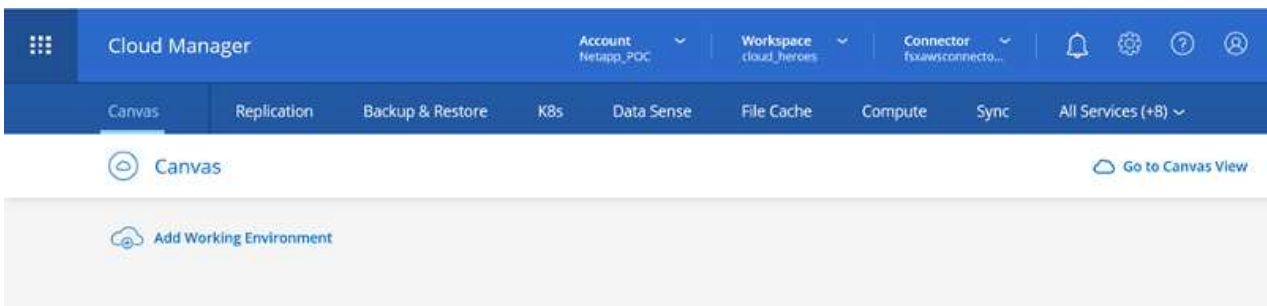 Cloud Manager
Account
Netapp_POC
Workspace
cloud_heroes
Connector
fsxawsconnecto...
Canvas Replication Backup & Restore K8s Data Sense File Cache Compute Sync All Services (+8)
Canvas
Go to Canvas View
Add Working Environment